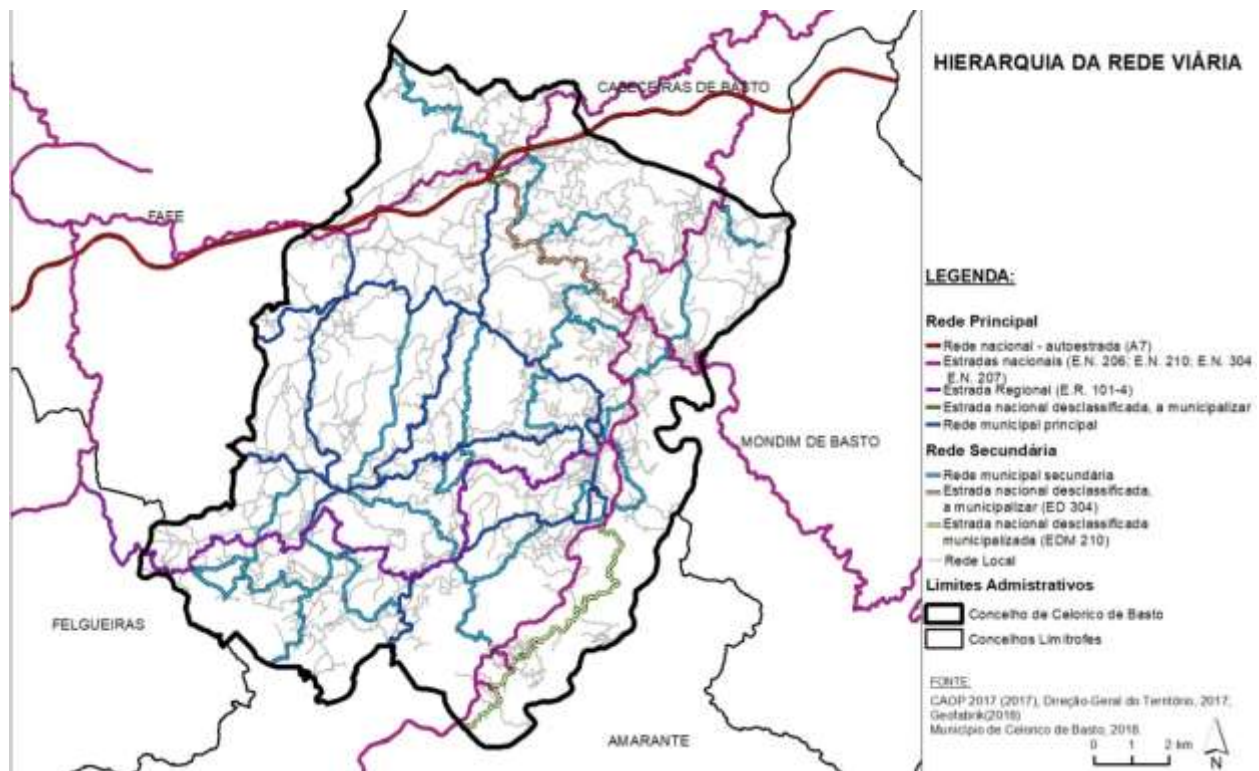 HIERARQUIA DA REDE VIÁRIA
CABECEIRAS DE BASTO
FAFE
MONDIM DE BASTO
FELGUEIRAS
AMARANTE
LEGENDA:
Rede Principal
Rede nacional - autoestrada (A7)
Estradas nacionais (E.N. 206; E.N. 210; E.N. 304
E.N. 207)
Estrada Regional (E.R. 101-4)
Estrada nacional desclassificada, a municipalizar
Rede municipal principal
Rede Secundária
Rede municipal secundária
Estrada nacional desclassificada,
a municipalizar (ED 304)
Estrada nacional desclassificada
municipalizada (EDM 210)
Rede Local
Limites Admistrativos
Concelho de Celorico de Basto
Concelhos Limítrofes
FONTE:
CAOP 2017 (2017), Direção-Geral do Território, 2017;
Geofabrik(2018)
Município de Celorico de Basto, 2018.
0 1 2 km
N